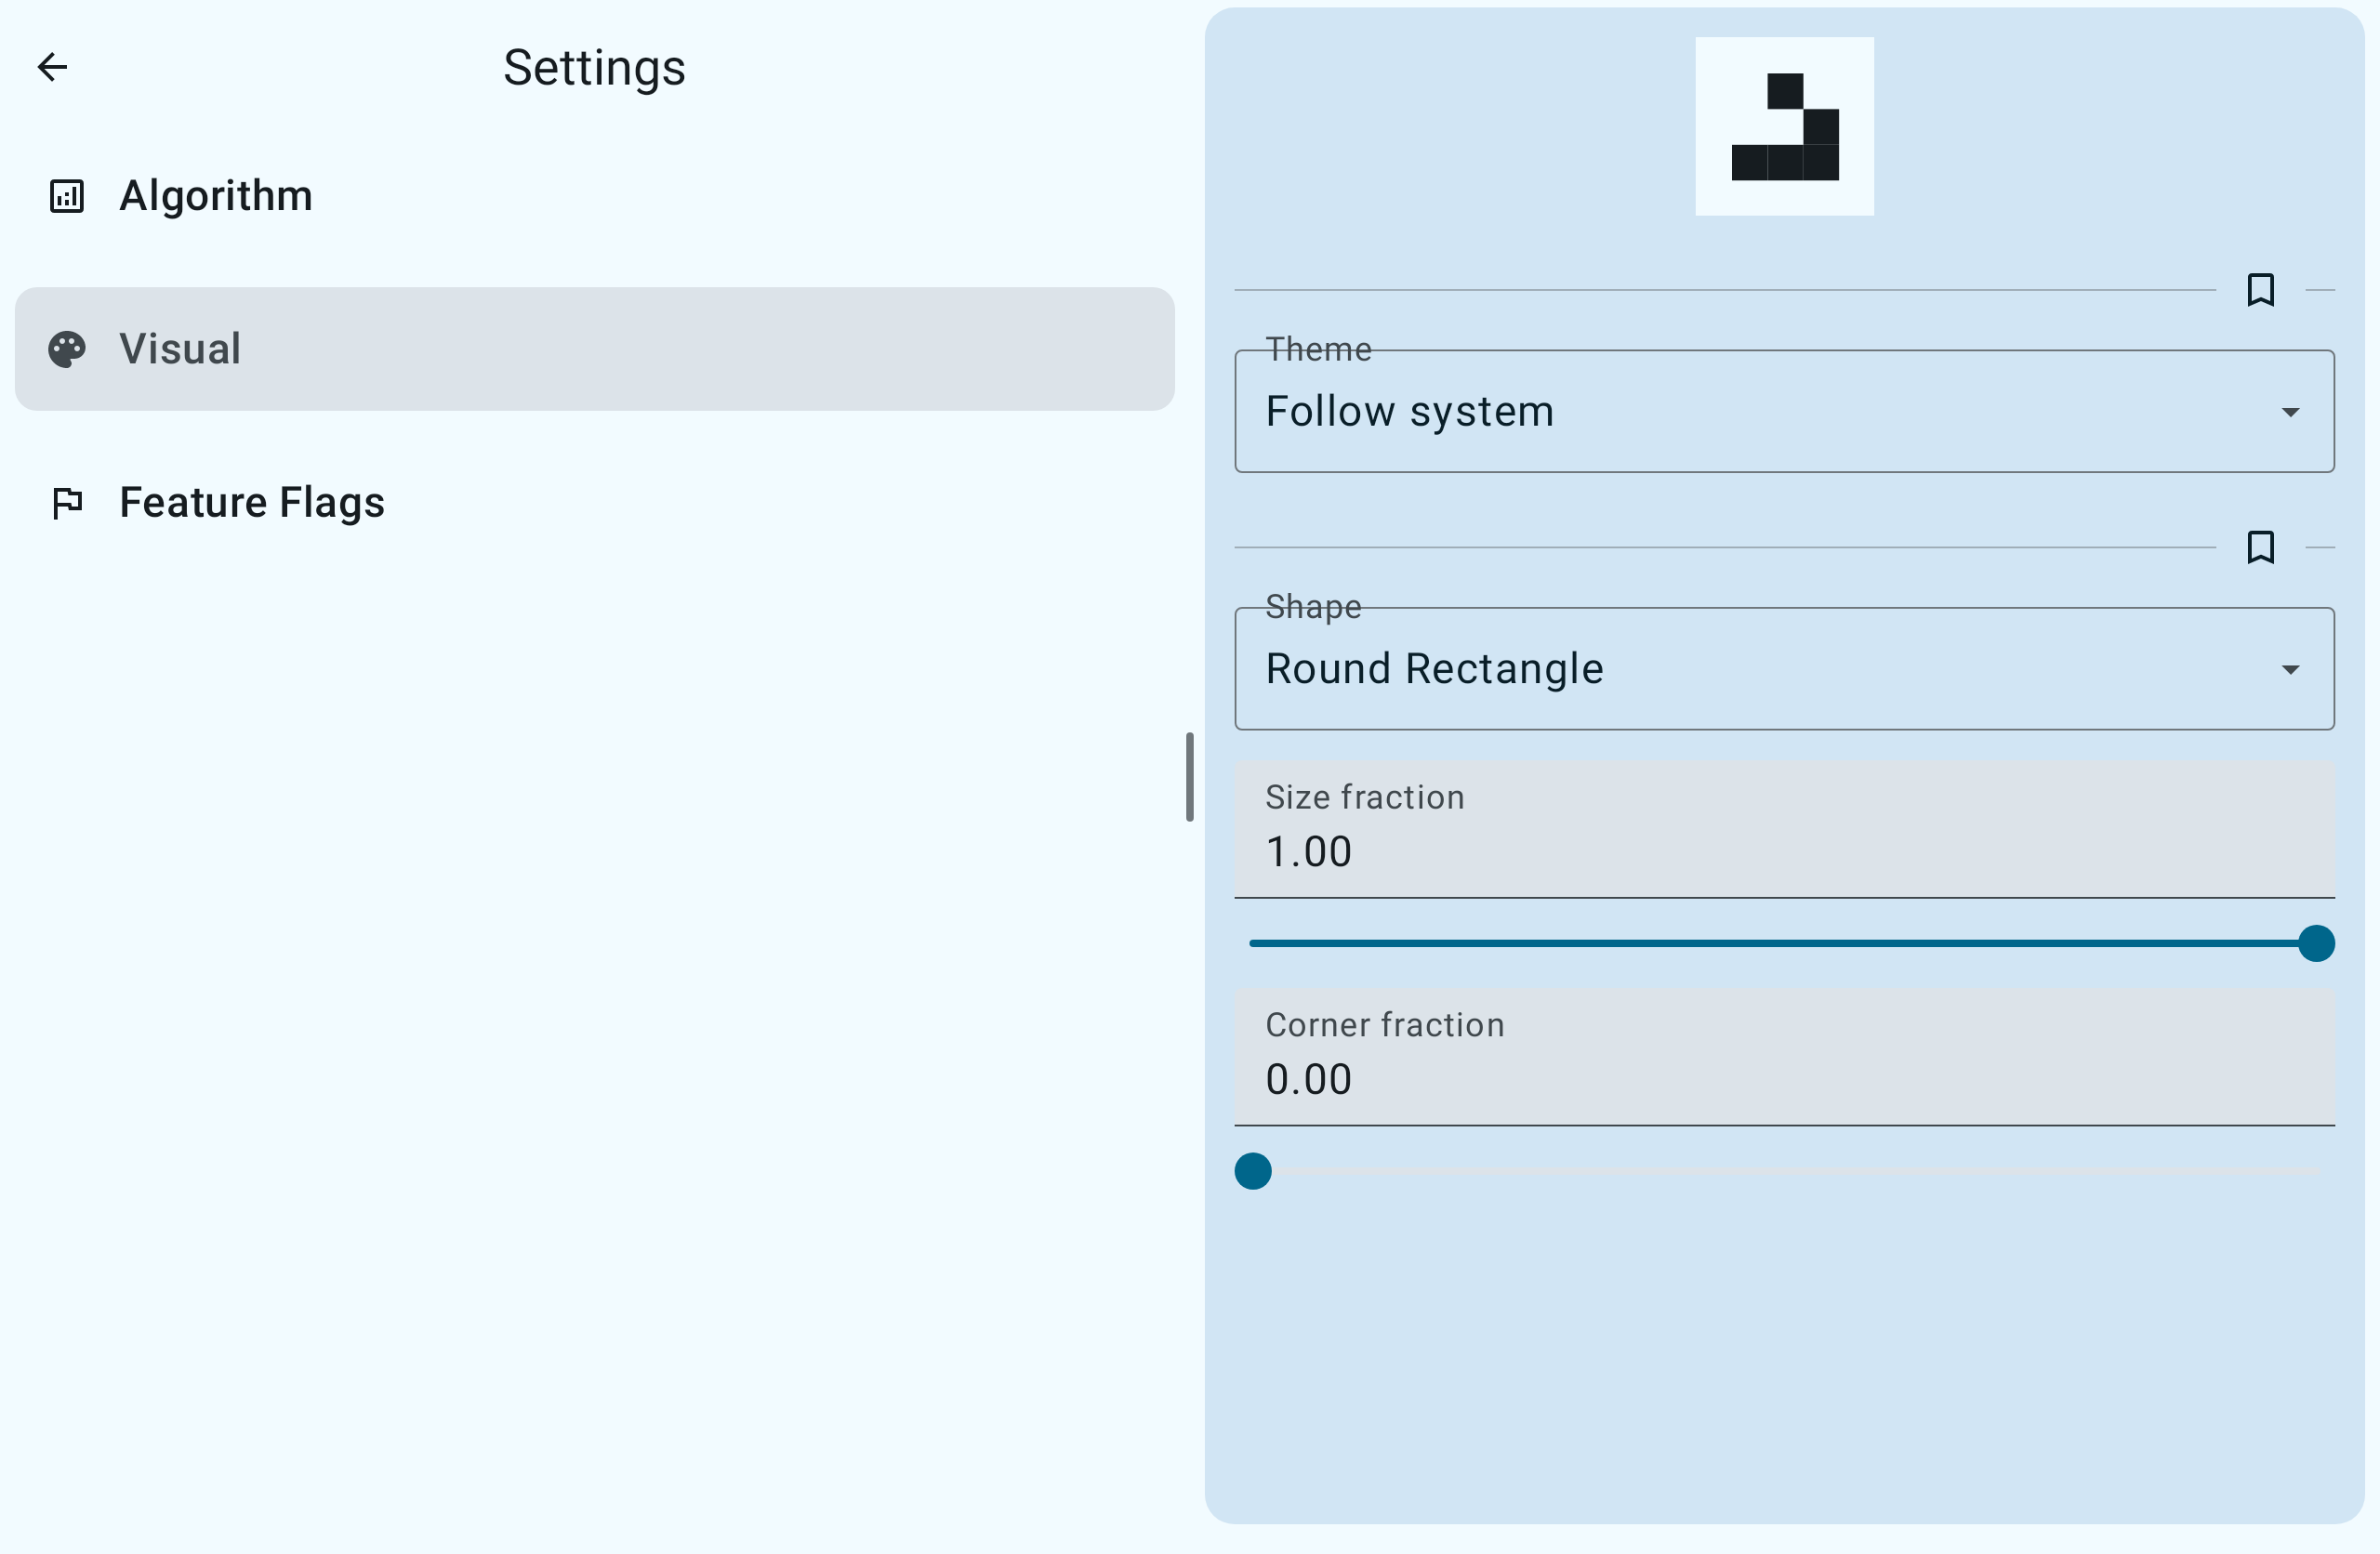 Settings
Algorithm
Visual
Feature Flags
Theme
Follow system
Shape
Round Rectangle
Size fraction
1.00
Corner fraction
0.00